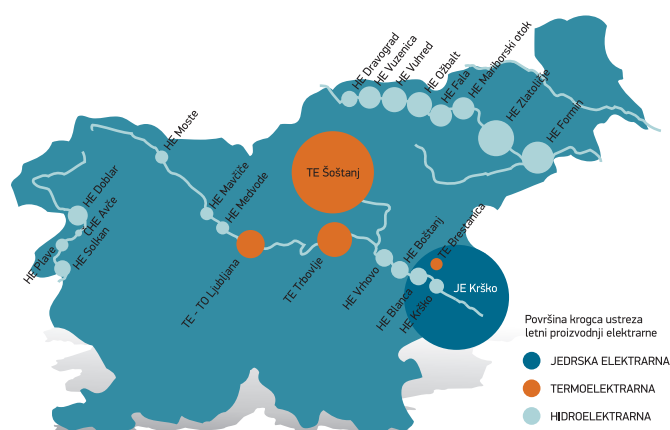 HE Dravograd
HE Vuzenica
HE Vuhred
HE Ožbalt
HE Fala
HE Mariborski otok
HE Zlatoličje
HE Formin
HE Moste
TE Šoštanj
HE Doblar
ČHE Avče
HE Plave
HE Solkan
HE Mavčiče
HE Medvode
TE - TO Ljubljana
TE Trbovlje
HE Vrhovo
HE Boštanj
TE Brestanica
HE Blanca
HE Krško
JE Krško
Površina krogca ustreza
letni proizvodnji elektrarne
JEDRSKA ELEKTRARNA
TERMOELEKTRARNA
HIDROELEKTRARNA